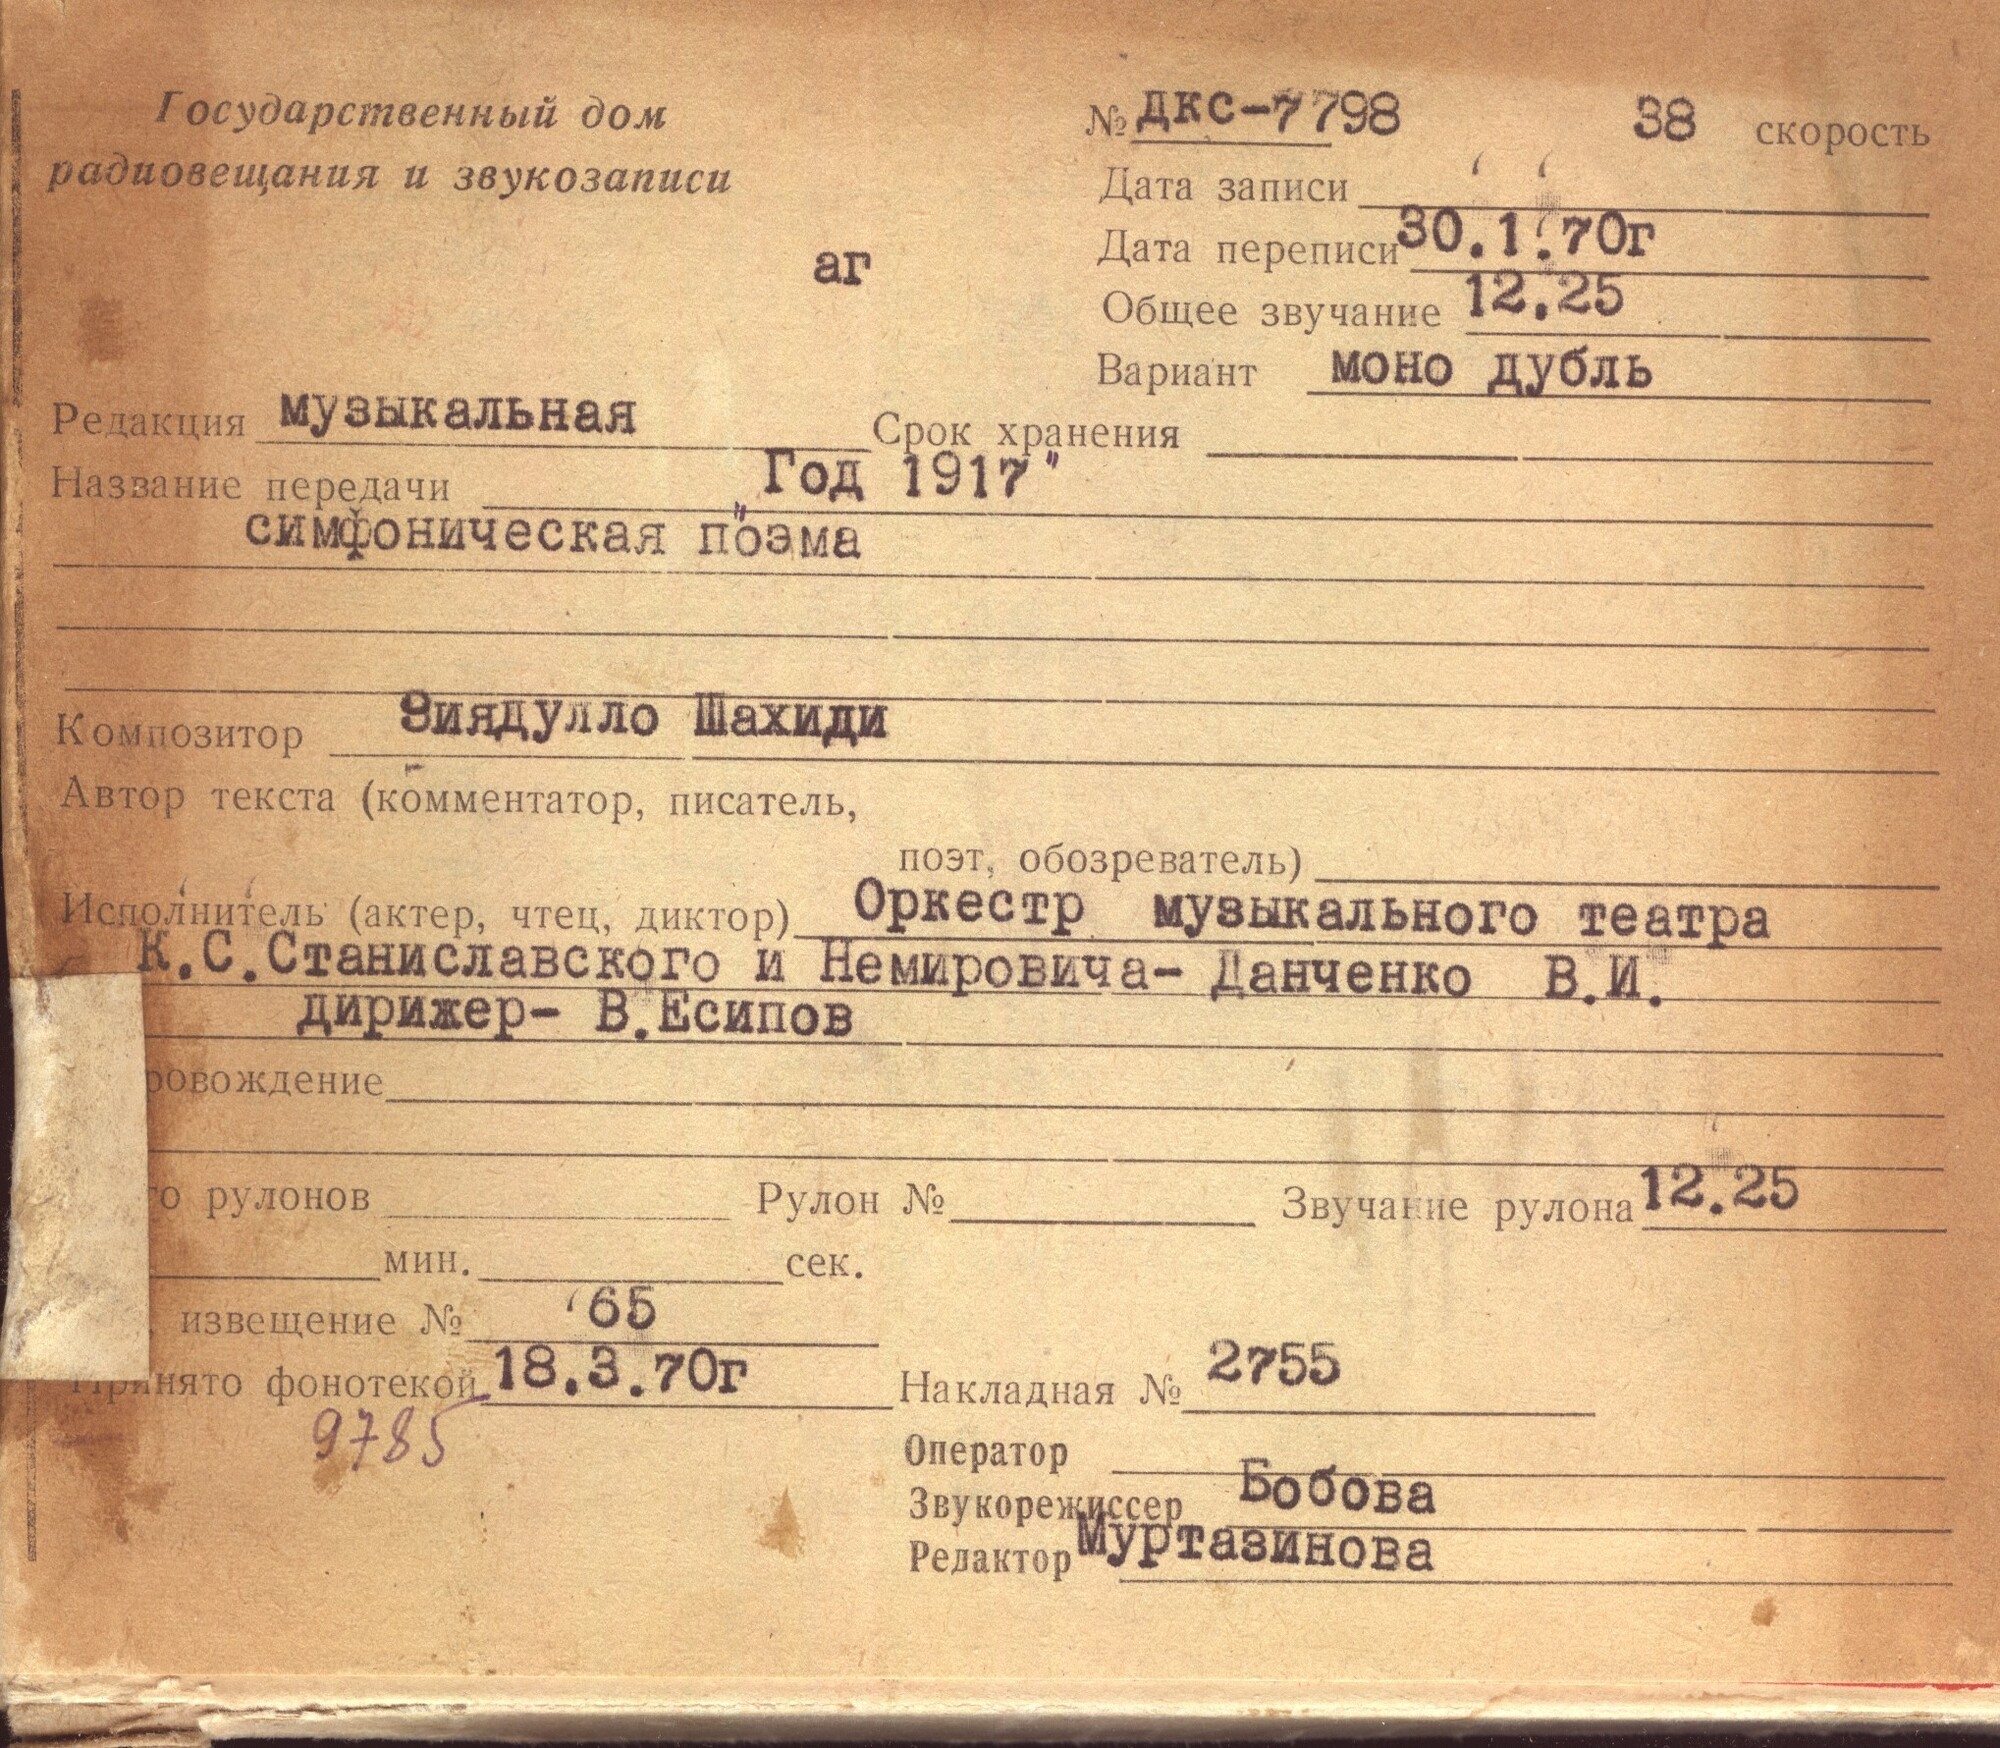 Государственный дом
радиовещания и звукозаписи
№ ДКС-7798 38 скорость
Дата записи
Дата переписи 30.1.70г
аг
Общее звучание 12.25
Вариант моно дубль
Редакция музыкальная Срок хранения
Название передачи "Год 1917"
симфоническая поэма
Композитор Зиядулло Шахиди
Автор текста (комментатор, писатель,
поэт, обозреватель)
Исполнитель (актер, чтец, диктор) Оркестр музыкального театра
К.С.Станиславского и Немировича- Данченко В.И.
дирижер- В.Есипов
ровождение
го рулонов Рулон № Звучание рулона 12.25
мин. сек.
извещение № 65
Принято фонотекой 18.3.70г Накладная № 2755
9785
Оператор
Звукорежиссер Бобова
Редактор Муртазинова